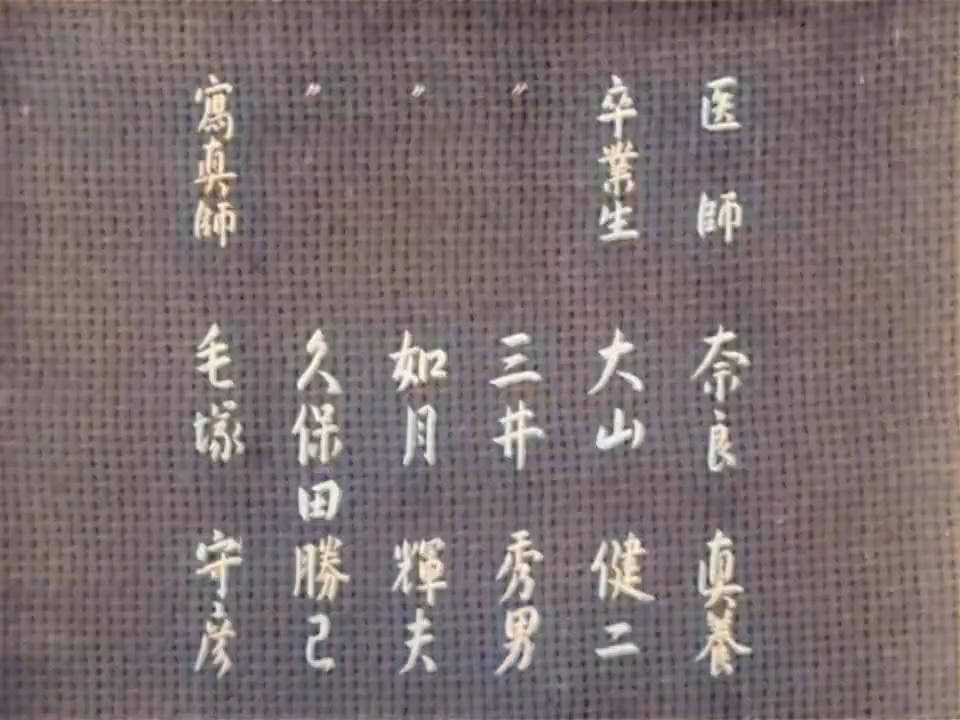 医師 奈良真養
卒業生 大山健二
〃 三井秀男
〃 如月輝夫
〃 久保田勝己
寫真師 毛塚守彦